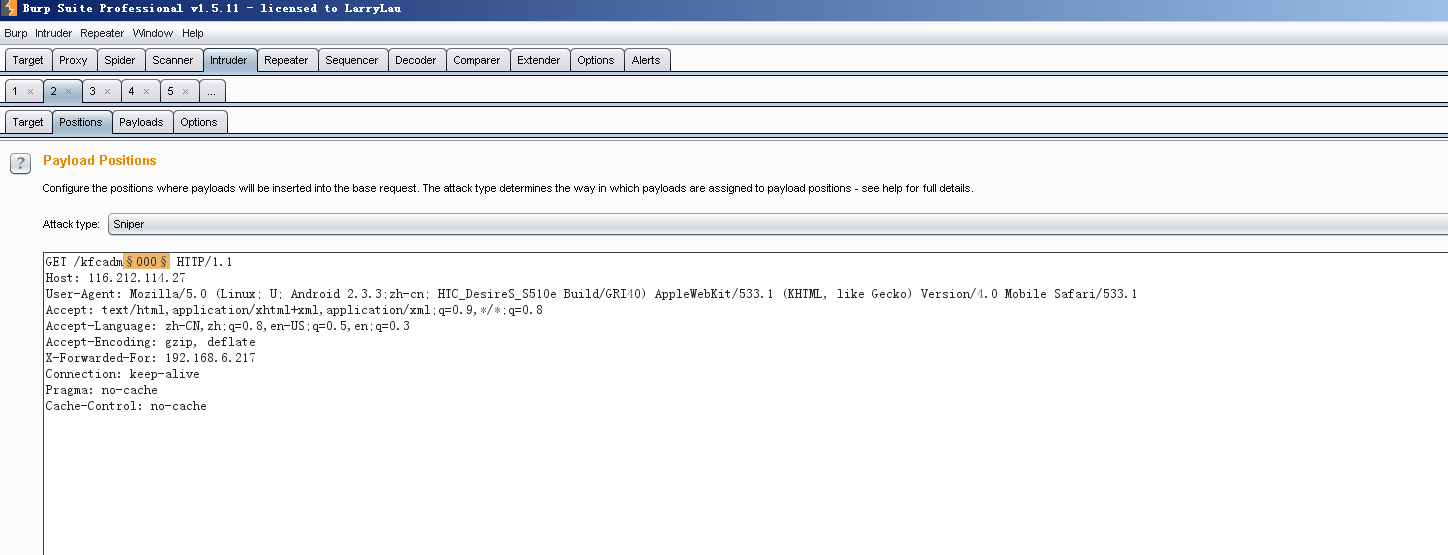 Burp Suite Professional v1.5.11 - licensed to LarryLau
Burp Intruder Repeater Window Help
Target Proxy Spider Scanner Intruder Repeater Sequencer Decoder Comparer Extender Options Alerts
1 × 2 × 3 × 4 × 5 × ...
Target Positions Payloads Options
? Payload Positions
Configure the positions where payloads will be inserted into the base request. The attack type determines the way in which payloads are assigned to payload positions - see help for full details.
Attack type: Sniper
GET /kfcadm§000§ HTTP/1.1
Host: 116.212.114.27
User-Agent: Mozilla/5.0 (Linux; U; Android 2.3.3;zh-cn; HTC_DesireS_S510e Build/GRI40) AppleWebKit/533.1 (KHTML, like Gecko) Version/4.0 Mobile Safari/533.1
Accept: text/html,application/xhtml+xml,application/xml;q=0.9,*/*;q=0.8
Accept-Language: zh-CN,zh;q=0.8,en-US;q=0.5,en;q=0.3
Accept-Encoding: gzip, deflate
X-Forwarded-For: 192.168.6.217
Connection: keep-alive
Pragma: no-cache
Cache-Control: no-cache